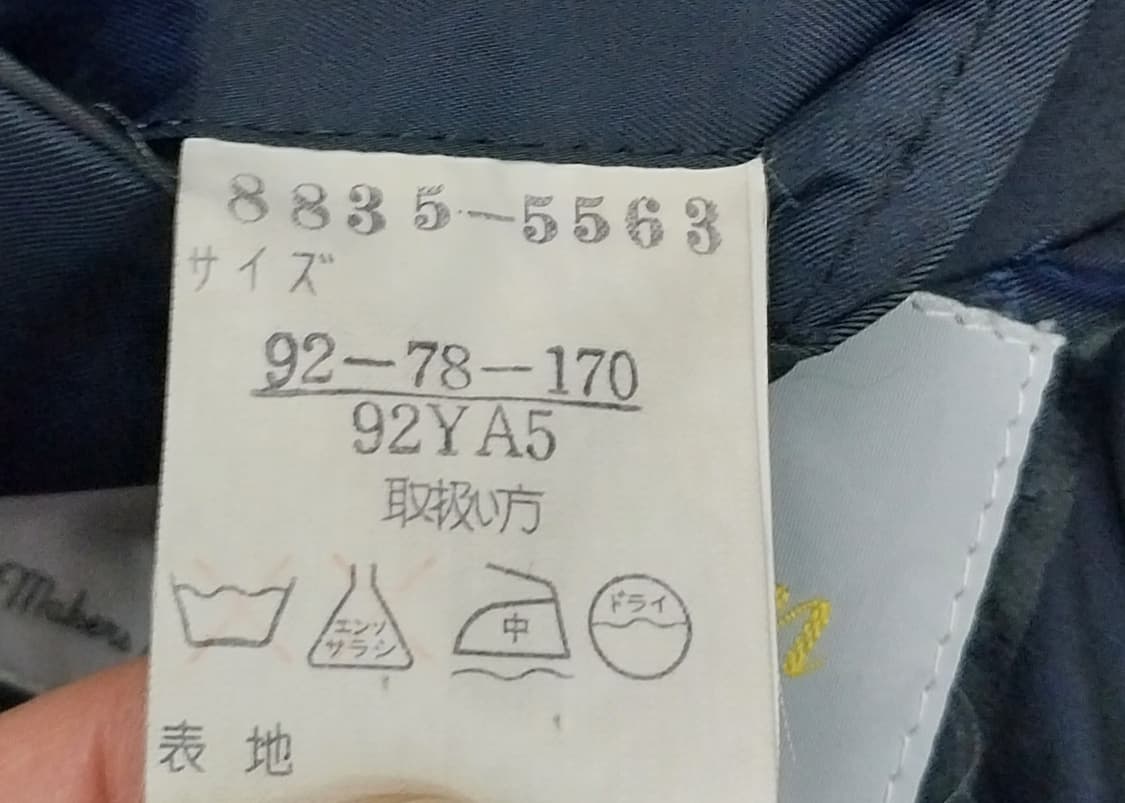 8835-5563
サイズ
92-78-170
92YA5
取扱い方
エンソ
サラシ
中
ドライ
Makers
表地